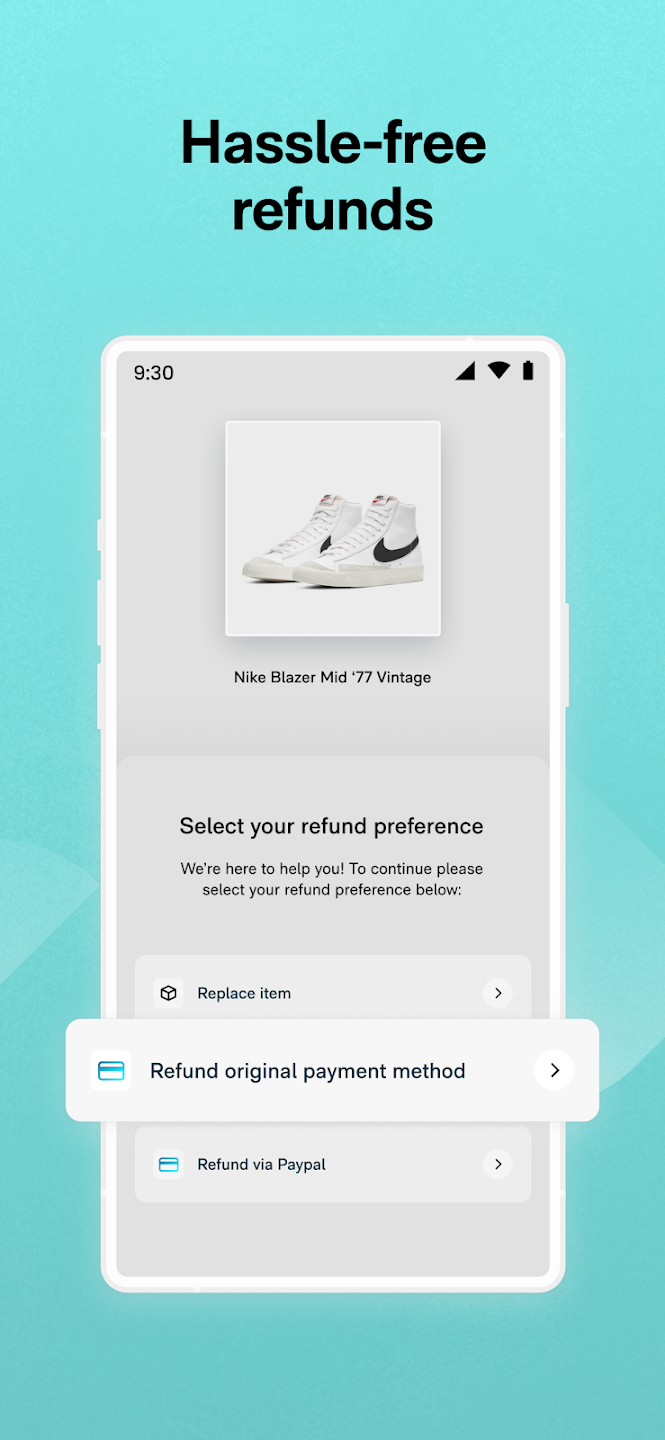 Hassle-free
refunds
9:30
Nike Blazer Mid ‘77 Vintage
Select your refund preference
We’re here to help you! To continue please
select your refund preference below:
Replace item
Refund original payment method
Refund via Paypal